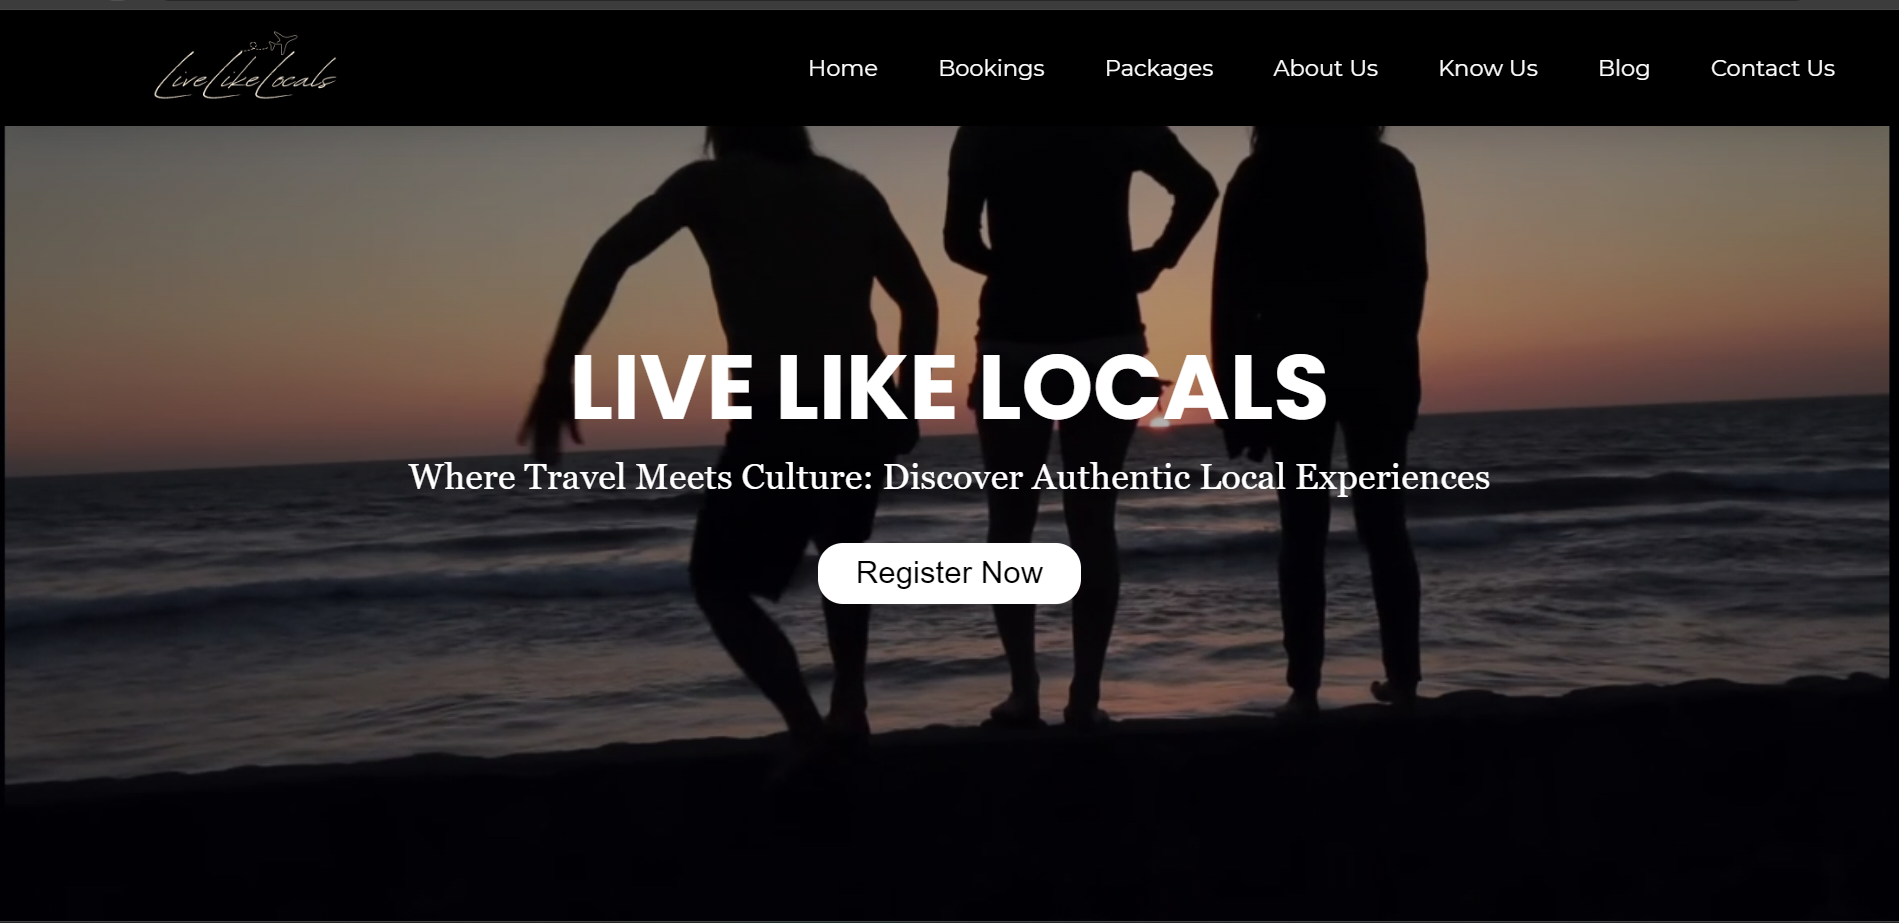 LiveLikeLocals
Home Bookings Packages About Us Know Us Blog Contact Us
LIVE LIKE LOCALS
Where Travel Meets Culture: Discover Authentic Local Experiences
Register Now